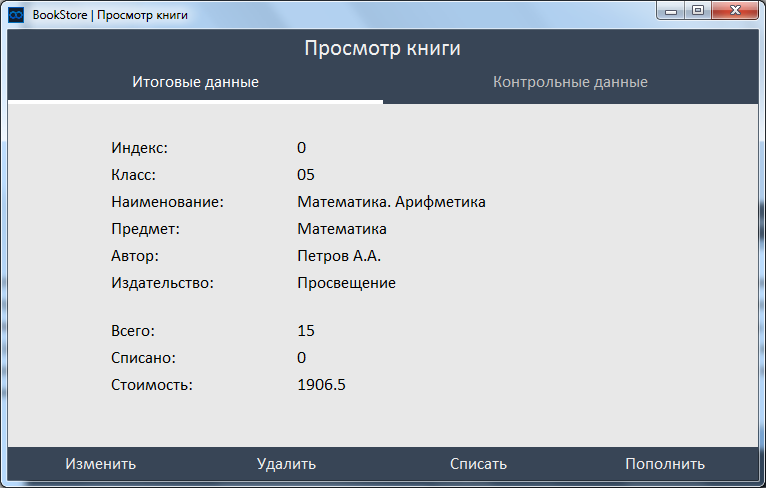 BookStore | Просмотр книги
Просмотр книги
Итоговые данные Контрольные данные
Индекс: 0
Класс: 05
Наименование: Математика. Арифметика
Предмет: Математика
Автор: Петров А.А.
Издательство: Просвещение
Всего: 15
Списано: 0
Стоимость: 1906.5
Изменить Удалить Списать Пополнить